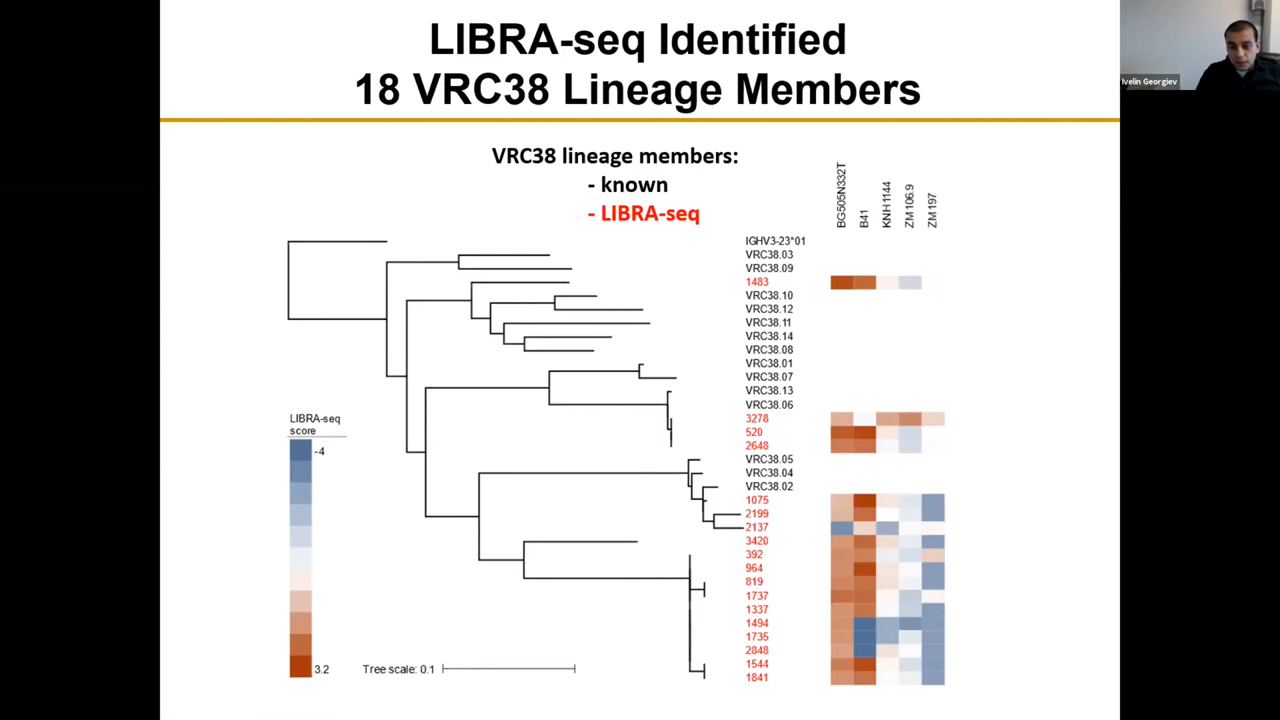 LIBRA-seq Identified
18 VRC38 Lineage Members
Ivelin Georgiev
VRC38 lineage members:
- known
- LIBRA-seq
BG505N332T
B41
KNH1144
ZM106.9
ZM197
IGHV3-23*01
VRC38.03
VRC38.09
1483
VRC38.10
VRC38.12
VRC38.11
VRC38.14
VRC38.08
VRC38.01
VRC38.07
VRC38.13
VRC38.06
3278
520
2648
VRC38.05
VRC38.04
VRC38.02
1075
2199
2137
3420
392
964
819
1737
1337
1494
1735
2848
1544
1841
LIBRA-seq
score
-4
3.2
Tree scale: 0.1